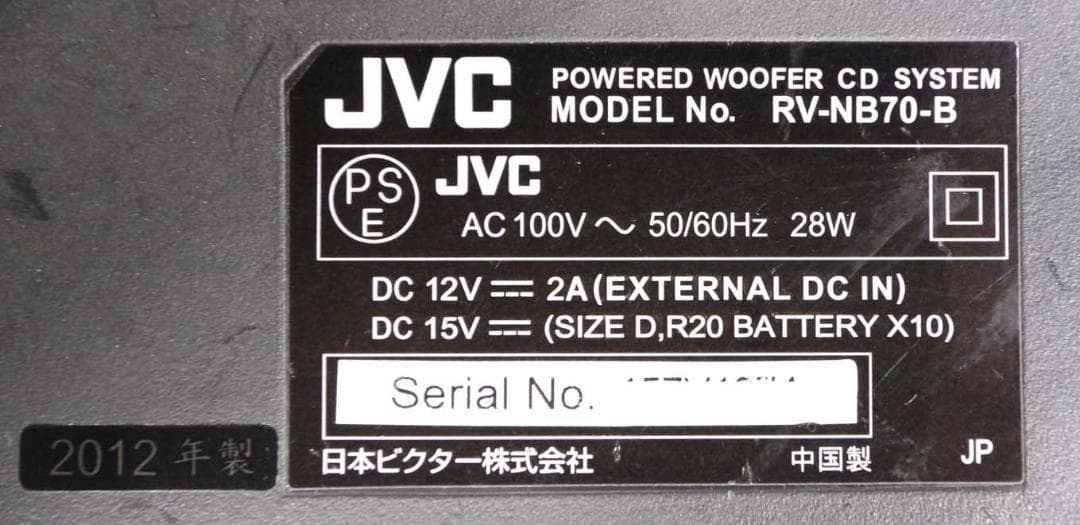 JVC
POWERED WOOFER CD SYSTEM
MODEL No. RV-NB70-B
PSE
JVC
AC 100V ～ 50/60Hz 28W
DC 12V ⎓ 2A (EXTERNAL DC IN)
DC 15V ⎓ (SIZE D,R20 BATTERY X10)
Serial No.
2012 年 製
日本ビクター株式会社
中国製
JP